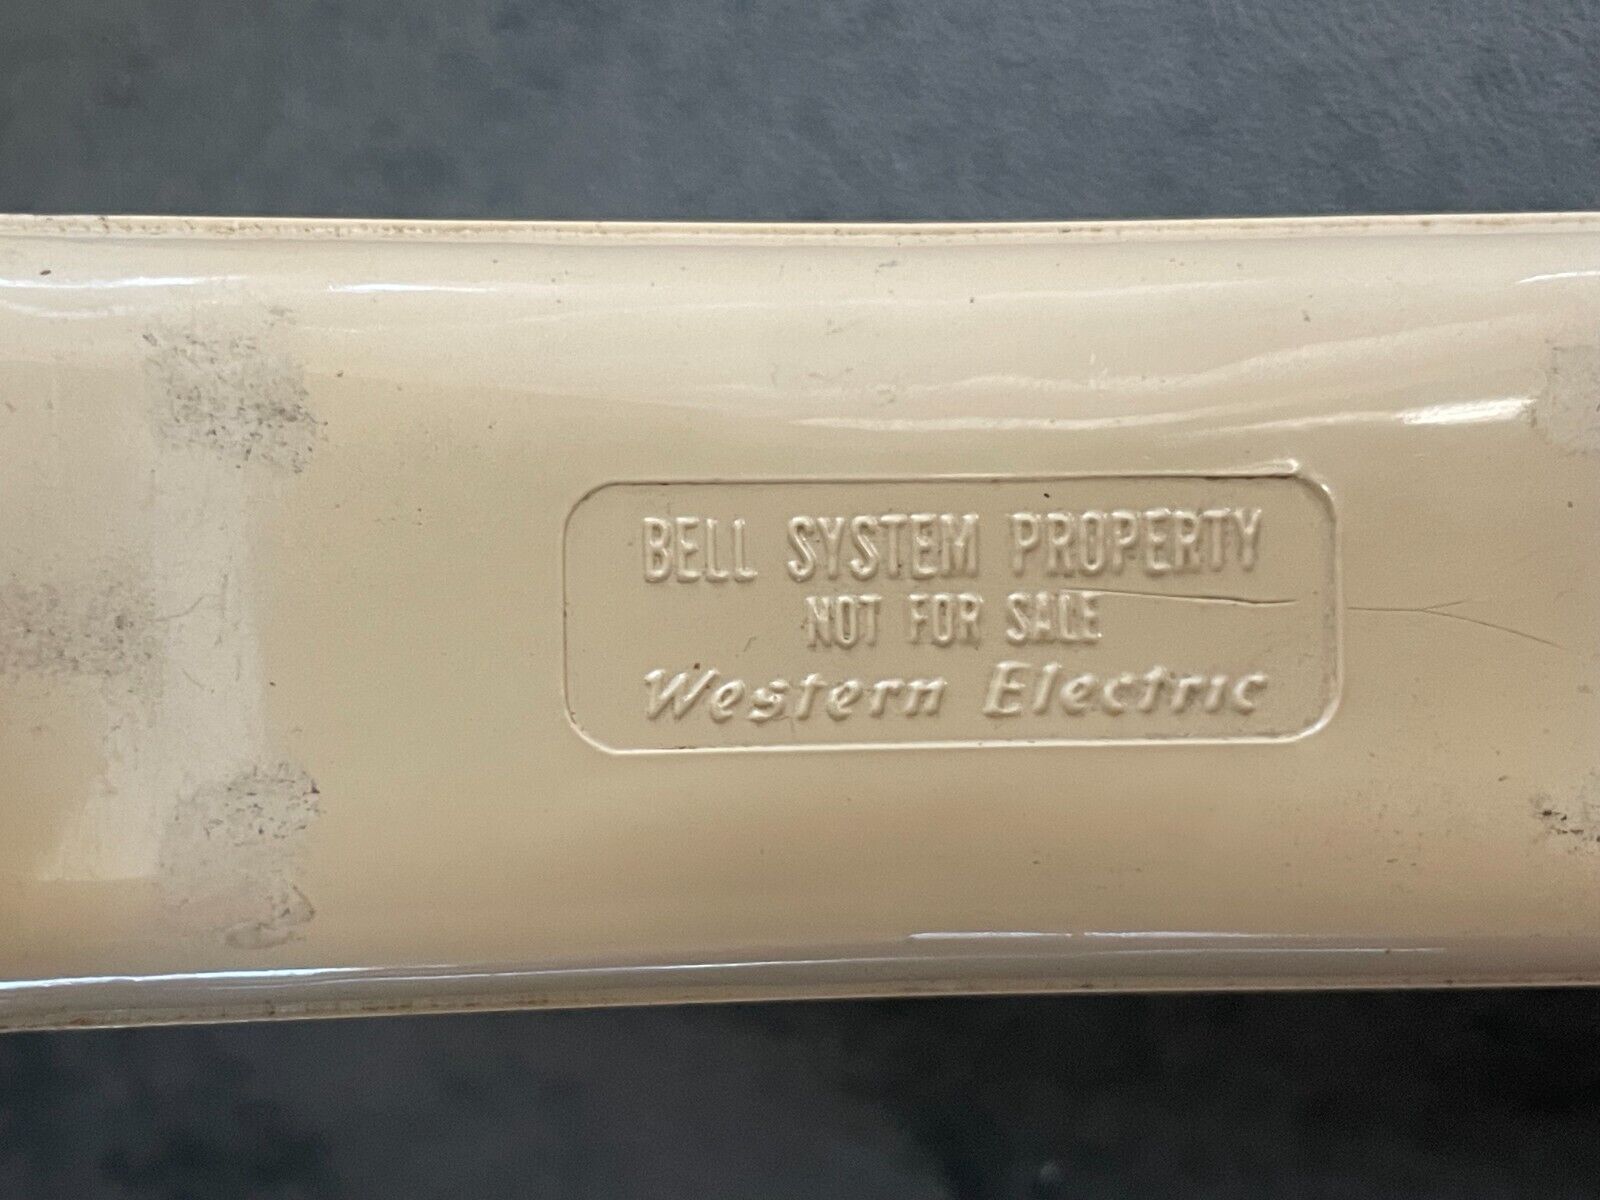 BELL SYSTEM PROPERTY
NOT FOR SALE
Western Electric